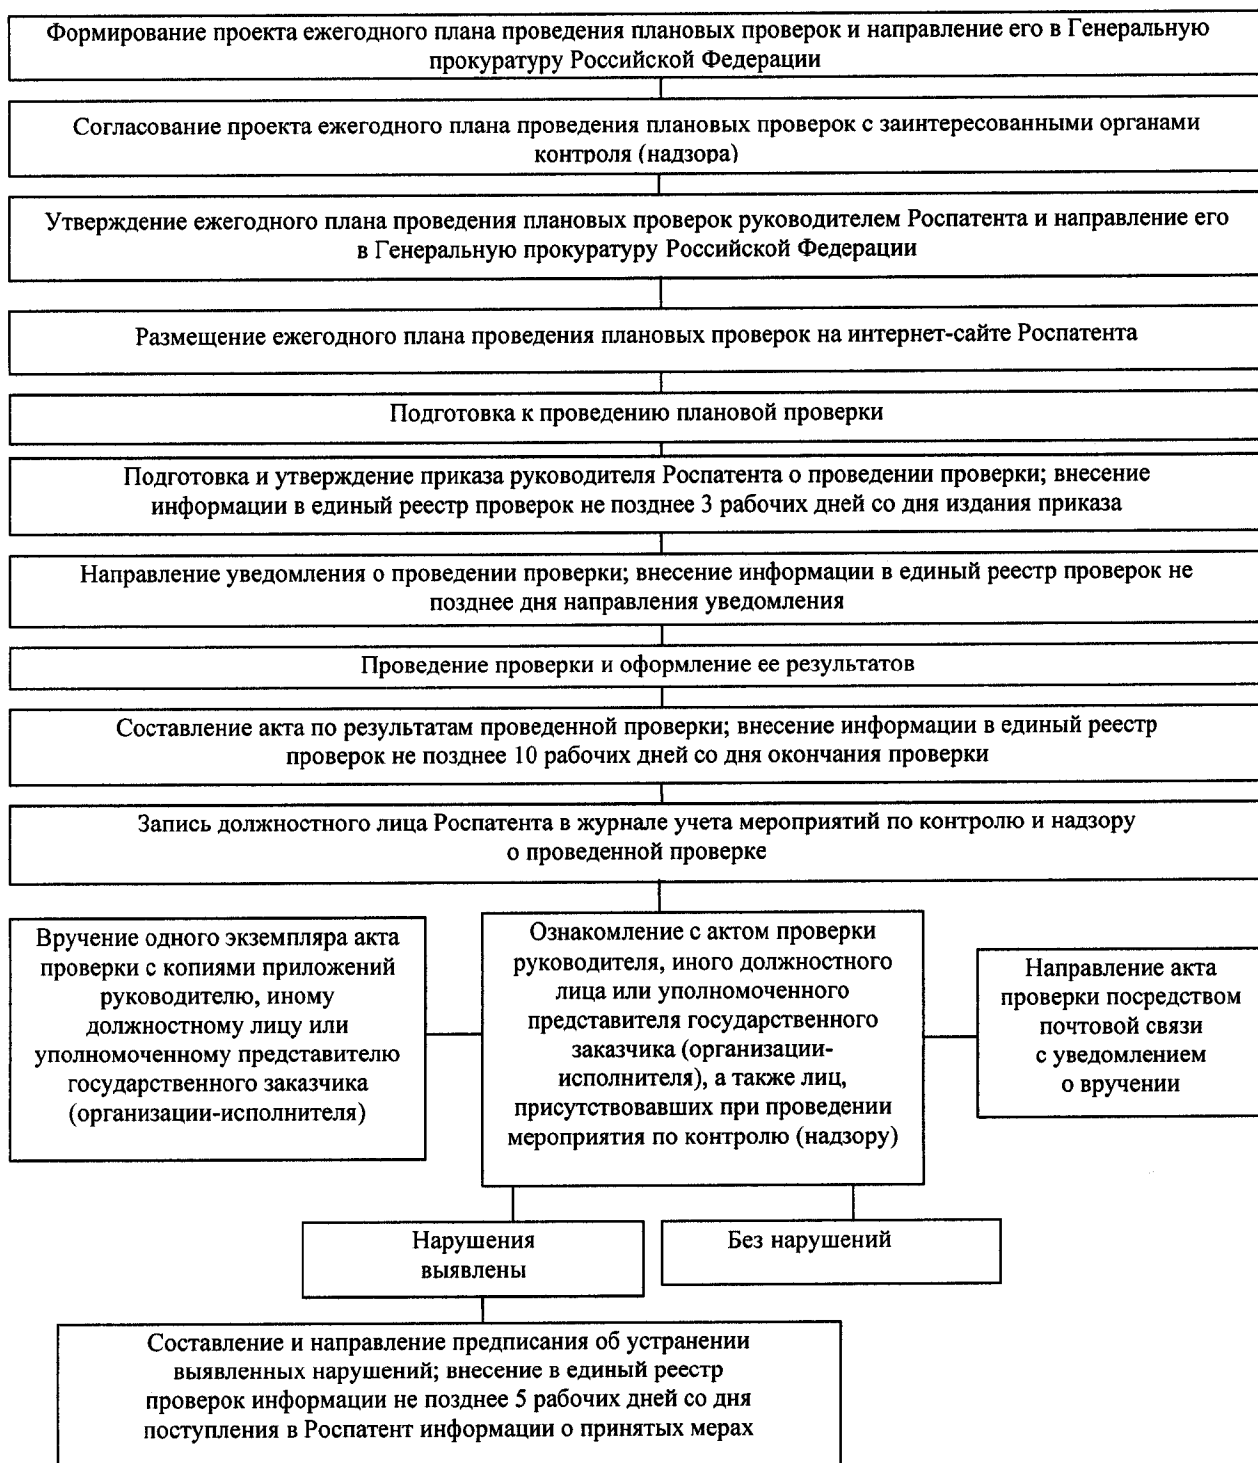 Формирование проекта ежегодного плана проведения плановых проверок и направление его в Генеральную
прокуратуру Российской Федерации
Согласование проекта ежегодного плана проведения плановых проверок с заинтересованными органами
контроля (надзора)
Утверждение ежегодного плана проведения плановых проверок руководителем Роспатента и направление его
в Генеральную прокуратуру Российской Федерации
Размещение ежегодного плана проведения плановых проверок на интернет-сайте Роспатента
Подготовка к проведению плановой проверки
Подготовка и утверждение приказа руководителя Роспатента о проведении проверки; внесение
информации в единый реестр проверок не позднее 3 рабочих дней со дня издания приказа
Направление уведомления о проведении проверки; внесение информации в единый реестр проверок не
позднее дня направления уведомления
Проведение проверки и оформление ее результатов
Составление акта по результатам проведенной проверки; внесение информации в единый реестр
проверок не позднее 10 рабочих дней со дня окончания проверки
Запись должностного лица Роспатента в журнале учета мероприятий по контролю и надзору
о проведенной проверке
Вручение одного экземпляра акта
проверки с копиями приложений
руководителю, иному
должностному лицу или
уполномоченному представителю
государственного заказчика
(организации-исполнителя)
Ознакомление с актом проверки
руководителя, иного должностного
лица или уполномоченного
представителя государственного
заказчика (организации-
исполнителя), а также лиц,
присутствовавших при проведении
мероприятия по контролю (надзору)
Направление акта
проверки посредством
почтовой связи
с уведомлением
о вручении
Нарушения
выявлены
Без нарушений
Составление и направление предписания об устранении
выявленных нарушений; внесение в единый реестр
проверок информации не позднее 5 рабочих дней со дня
поступления в Роспатент информации о принятых мерах